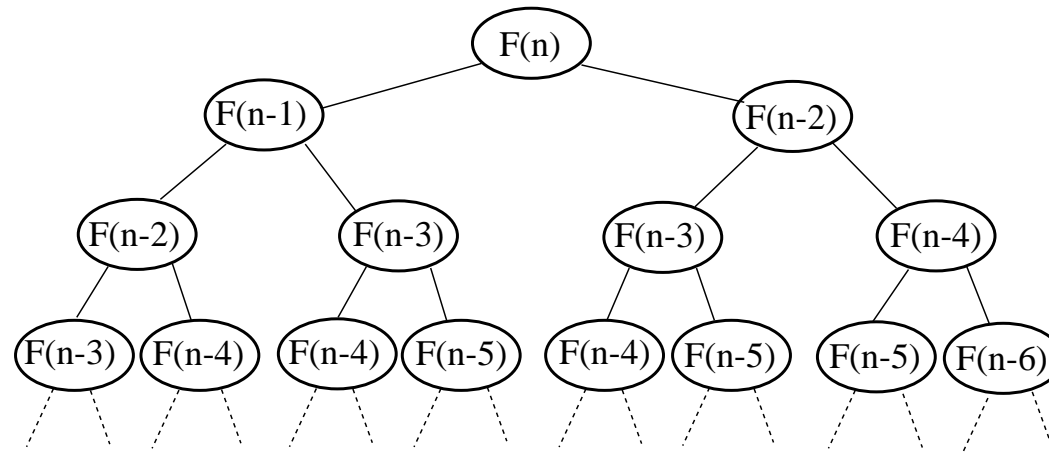 F(n)
F(n-1) F(n-2)
F(n-2) F(n-3) F(n-3) F(n-4)
F(n-3) F(n-4) F(n-4) F(n-5) F(n-4) F(n-5) F(n-5) F(n-6)